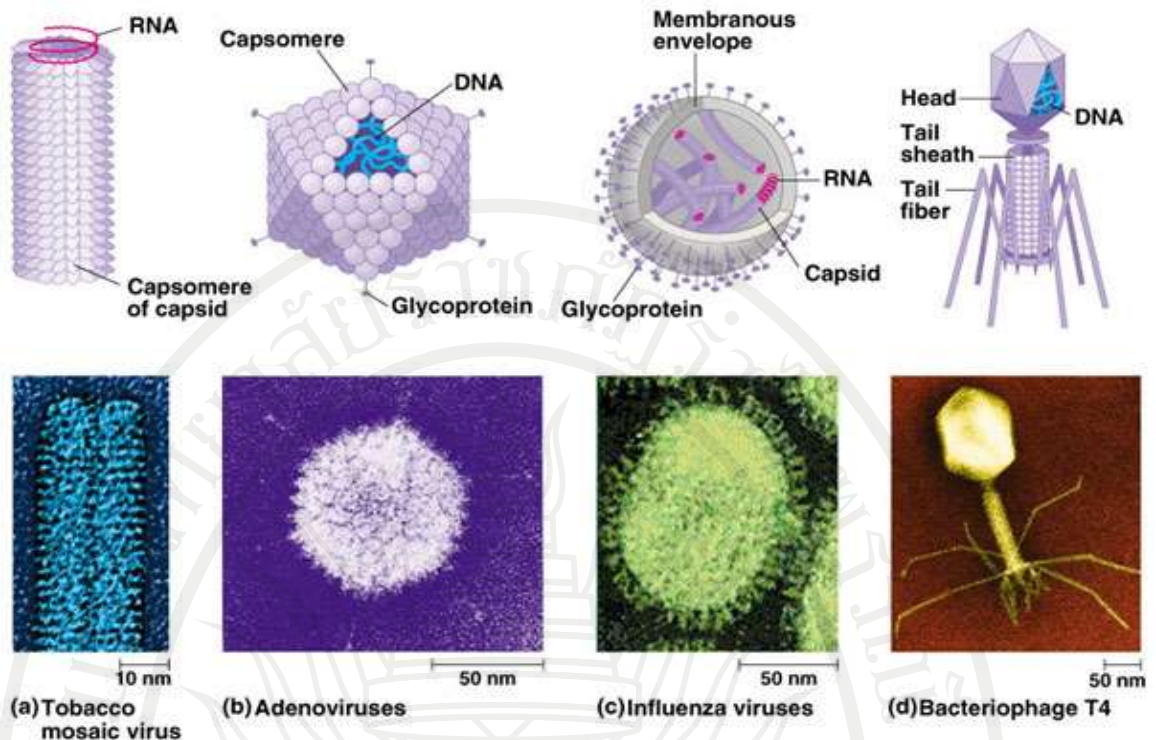 RNA
Capsomere
of capsid
Capsomere
DNA
Glycoprotein
Membranous
envelope
RNA
Capsid
Glycoprotein
Head
DNA
Tail
sheath
Tail
fiber
10 nm
50 nm
50 nm
50 nm
(a) Tobacco
mosaic virus
(b) Adenoviruses
(c) Influenza viruses
(d) Bacteriophage T4